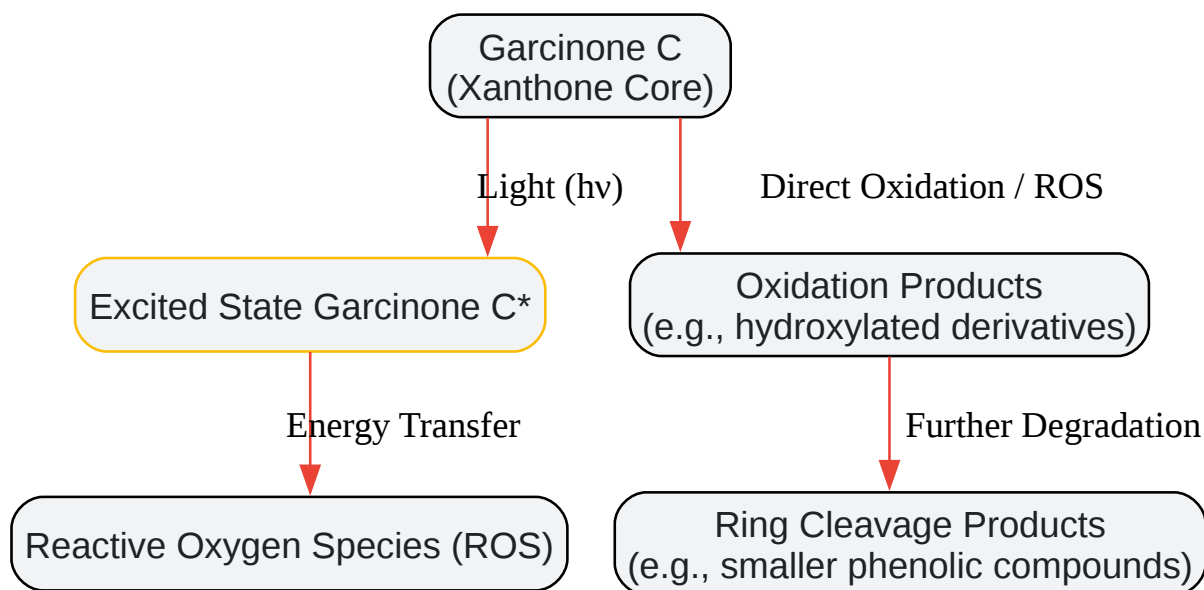 Garcinone C
(Xanthone Core)
Light (hν)
Direct Oxidation / ROS
Excited State Garcinone C*
Oxidation Products
(e.g., hydroxylated derivatives)
Energy Transfer
Further Degradation
Reactive Oxygen Species (ROS)
Ring Cleavage Products
(e.g., smaller phenolic compounds)